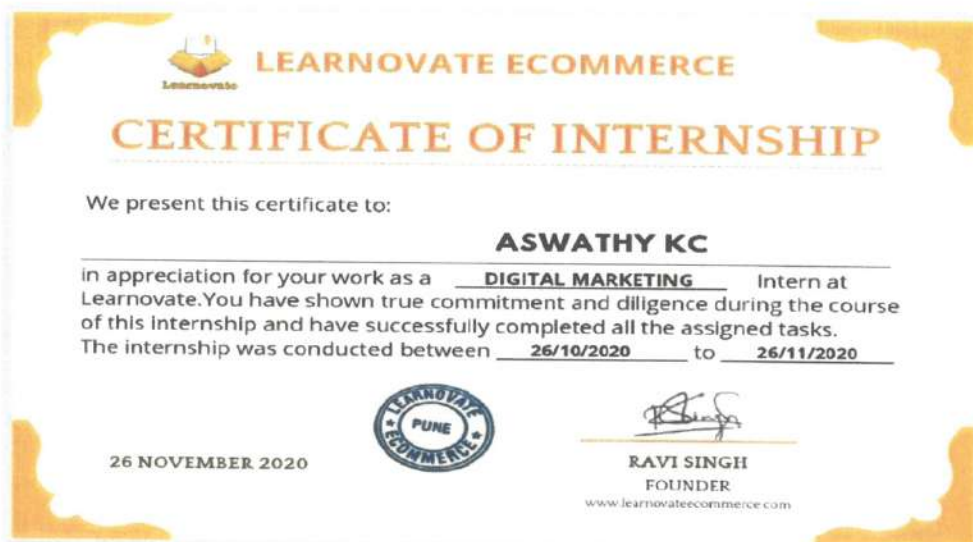 Learnovate
LEARNOVATE ECOMMERCE
CERTIFICATE OF INTERNSHIP
We present this certificate to:
ASWATHY KC
in appreciation for your work as a DIGITAL MARKETING Intern at
Learnovate.You have shown true commitment and diligence during the course
of this internship and have successfully completed all the assigned tasks.
The internship was conducted between 26/10/2020 to 26/11/2020
LEARNOVATE
PUNE
ECOMMERCE
26 NOVEMBER 2020
RAVI SINGH
FOUNDER
www.learnovateecommerce.com